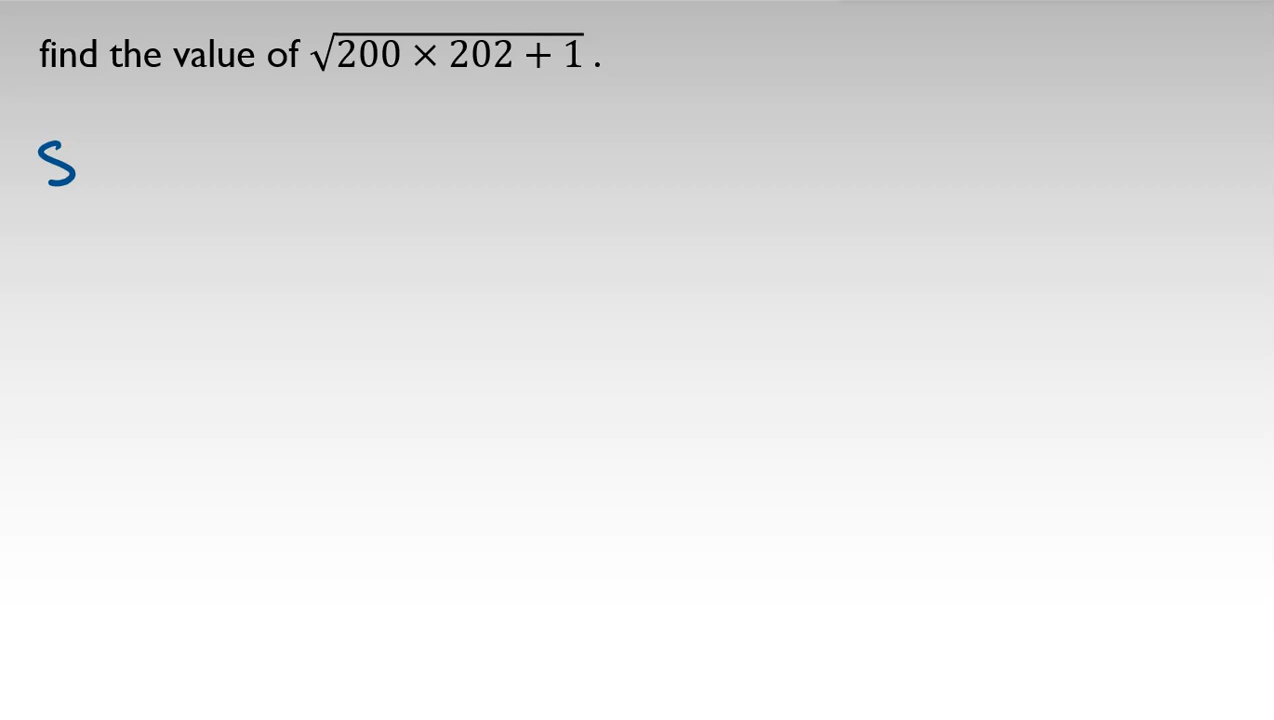 find the value of √200 × 202 + 1 .
S